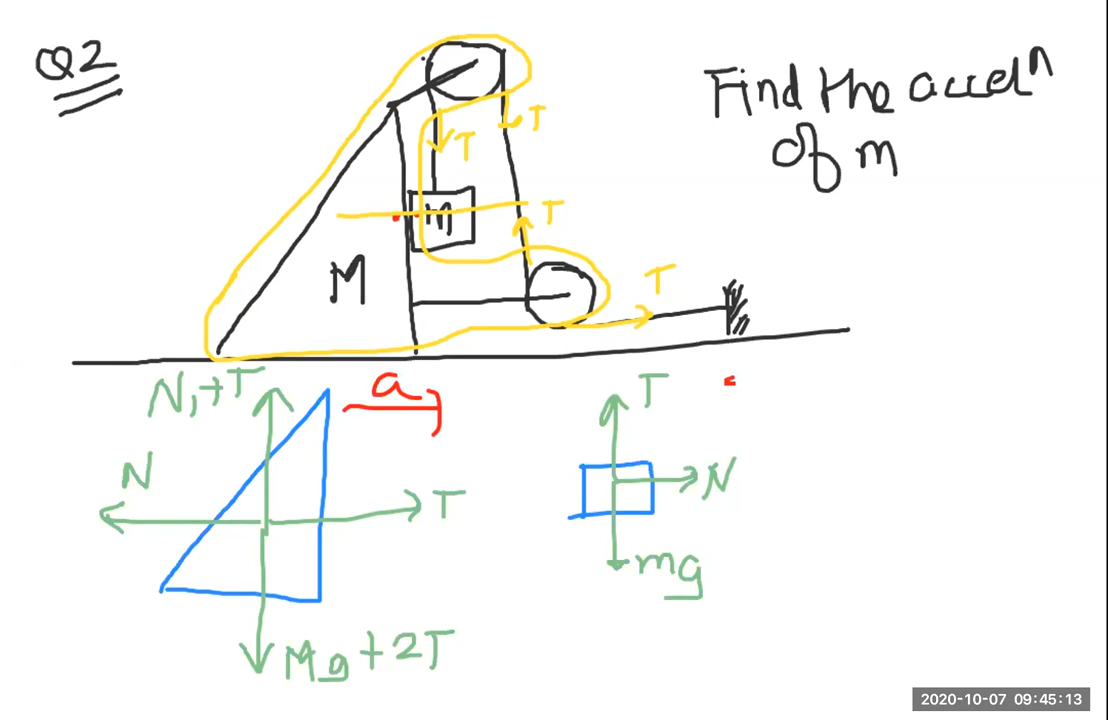 Q2
Find the accelⁿ
of m
T
T
m
T
T
M
N₁+T
a
T
N
T
N
mg
Mg+2T
2020-10-07 09:45:13